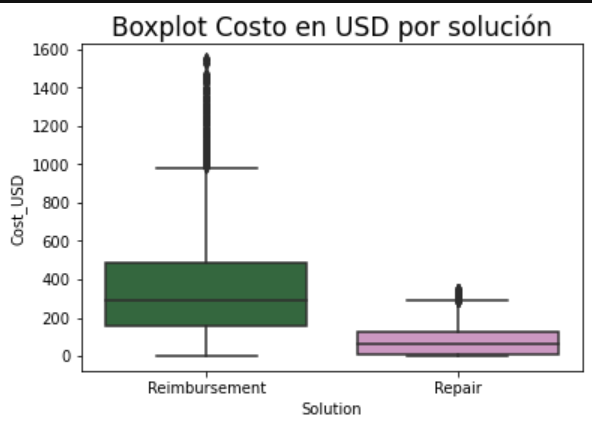 Boxplot Costo en USD por solución
1600
1400
1200
1000
800
600
400
200
0
Cost_USD
Reimbursement
Repair
Solution